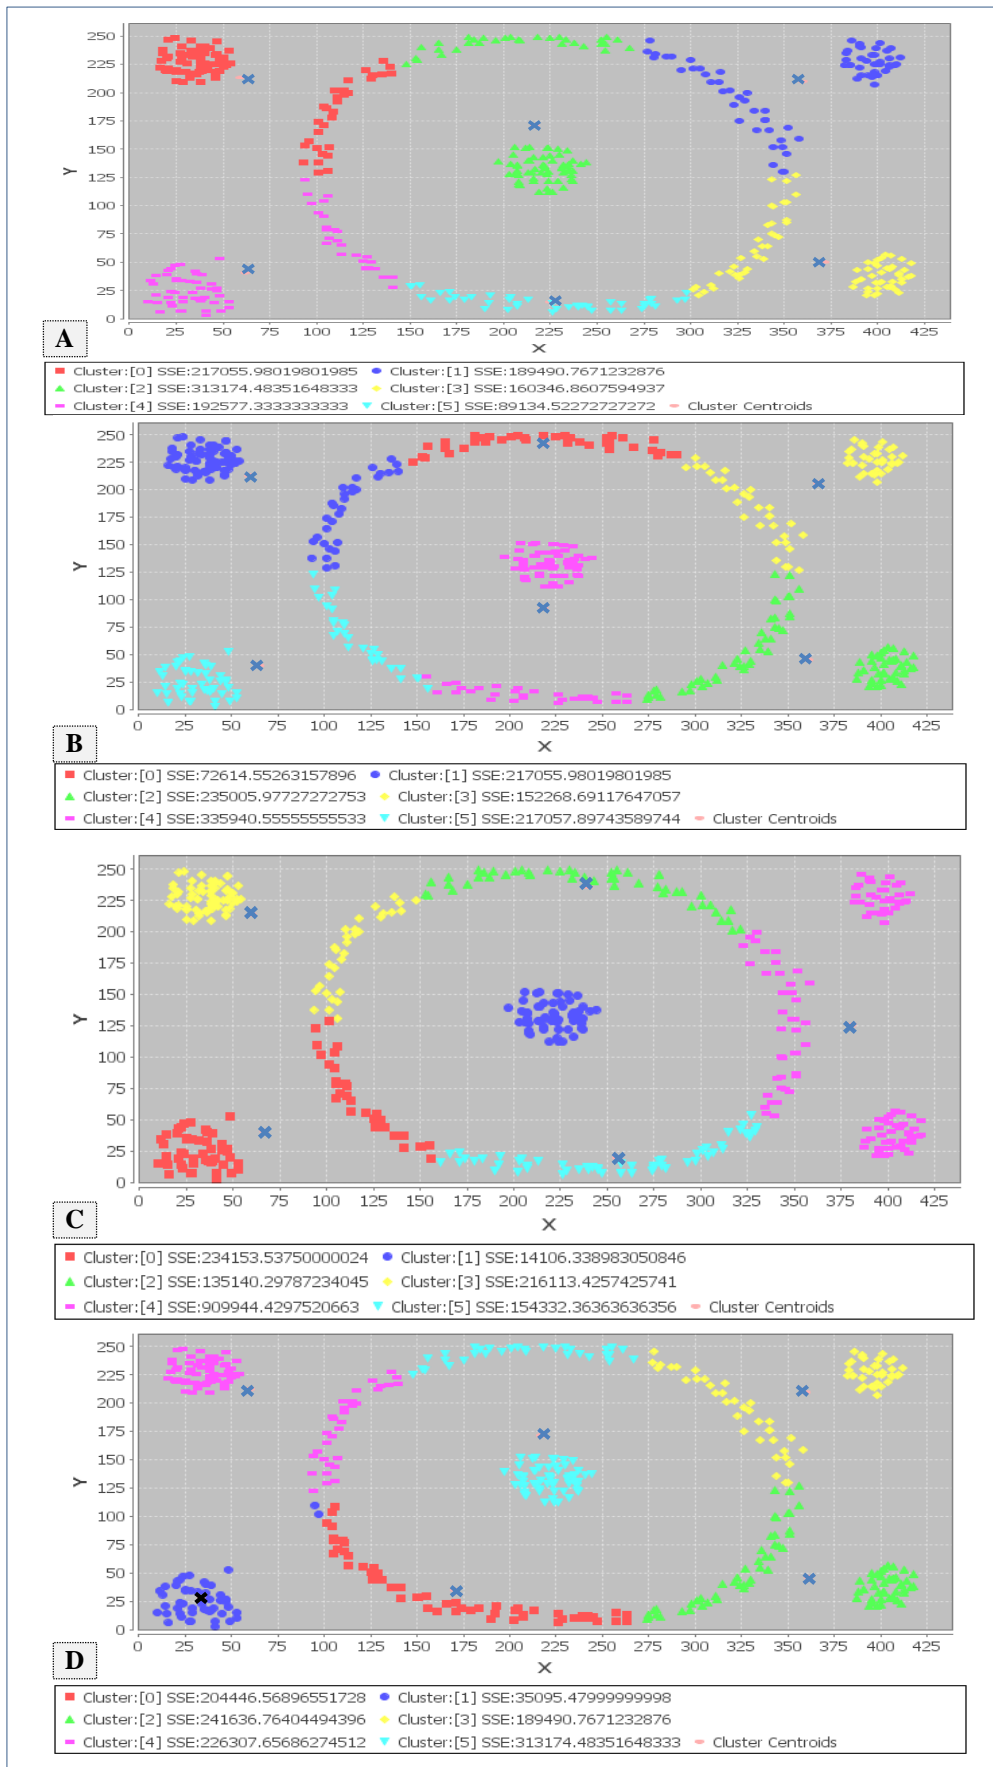 250
225
200
175
150
125
100
75
50
25
0
Y
0 25 50 75 100 125 150 175 200 225 250 275 300 325 350 375 400 425
X
A
Cluster:[0] SSE:217055.98019801985 Cluster:[1] SSE:189490.7671232876
Cluster:[2] SSE:313174.48351648333 Cluster:[3] SSE:160346.8607594937
Cluster:[4] SSE:192577.3333333333 Cluster:[5] SSE:89134.52272727272 Cluster Centroids
250
225
200
175
150
125
100
75
50
25
0
Y
0 25 50 75 100 125 150 175 200 225 250 275 300 325 350 375 400 425
X
B
Cluster:[0] SSE:72614.55263157896 Cluster:[1] SSE:217055.98019801985
Cluster:[2] SSE:235005.97727272753 Cluster:[3] SSE:152268.69117647057
Cluster:[4] SSE:335940.55555555533 Cluster:[5] SSE:217057.89743589744 Cluster Centroids
250
225
200
175
150
125
100
75
50
25
0
Y
0 25 50 75 100 125 150 175 200 225 250 275 300 325 350 375 400 425
X
C
Cluster:[0] SSE:234153.53750000024 Cluster:[1] SSE:14106.338983050846
Cluster:[2] SSE:135140.29787234045 Cluster:[3] SSE:216113.4257425741
Cluster:[4] SSE:909944.4297520663 Cluster:[5] SSE:154332.36363636356 Cluster Centroids
250
225
200
175
150
125
100
75
50
25
0
Y
0 25 50 75 100 125 150 175 200 225 250 275 300 325 350 375 400 425
X
D
Cluster:[0] SSE:204446.56896551728 Cluster:[1] SSE:35095.47999999998
Cluster:[2] SSE:241636.76404494396 Cluster:[3] SSE:189490.7671232876
Cluster:[4] SSE:226307.65686274512 Cluster:[5] SSE:313174.48351648333 Cluster Centroids